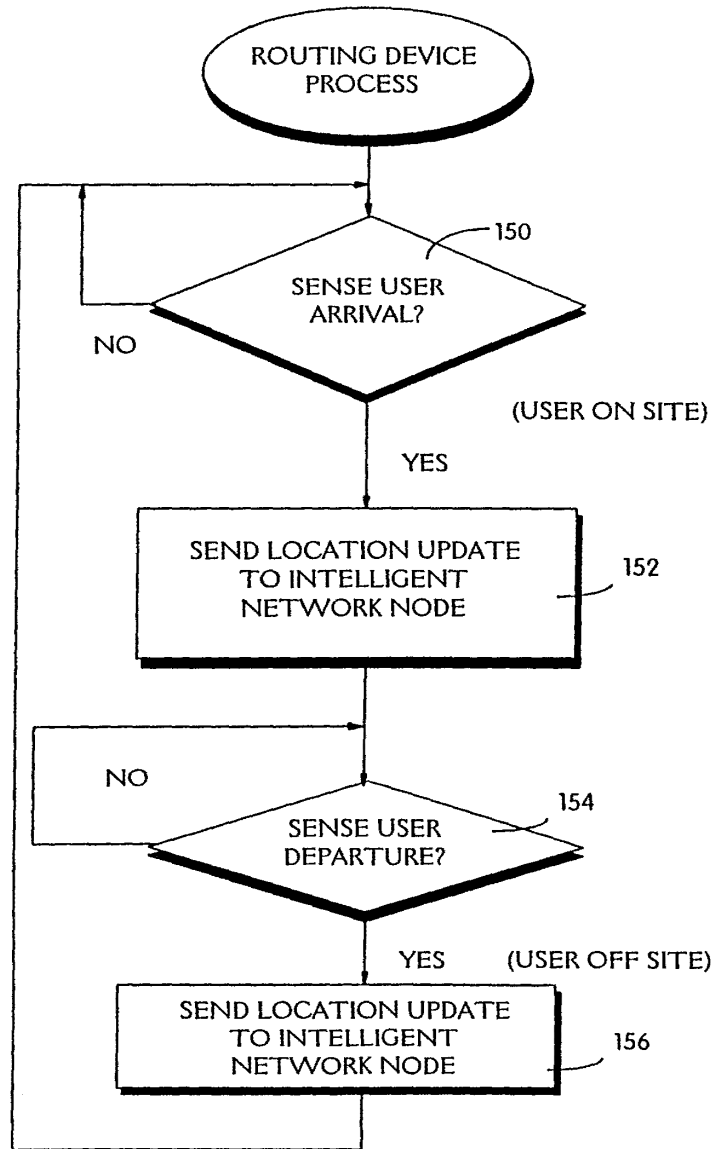 ROUTING DEVICE
PROCESS
150
SENSE USER
ARRIVAL?
NO
(USER ON SITE)
YES
SEND LOCATION UPDATE
TO INTELLIGENT
NETWORK NODE
152
NO
154
SENSE USER
DEPARTURE?
YES
(USER OFF SITE)
SEND LOCATION UPDATE
TO INTELLIGENT
NETWORK NODE
156